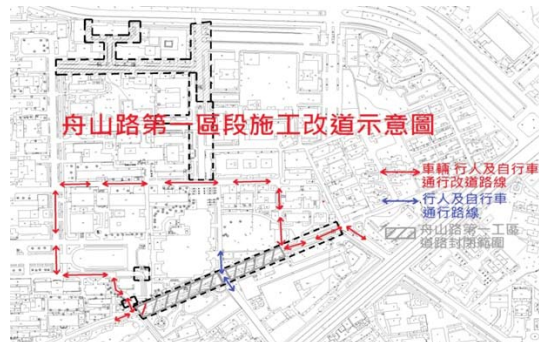 舟山路第一區段施工改道示意圖
車輛 行人及自行車
通行改道路線
行人及自行車
通行路線
舟山路第一工區
道路封閉範圍